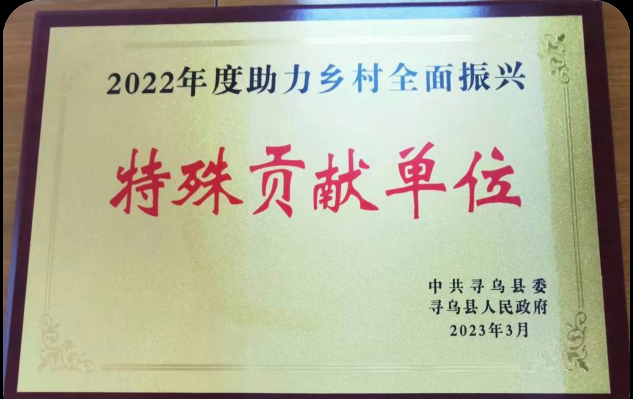 2022年度助力乡村全面振兴
特殊贡献单位
中共寻乌县委
寻乌县人民政府
2023年3月